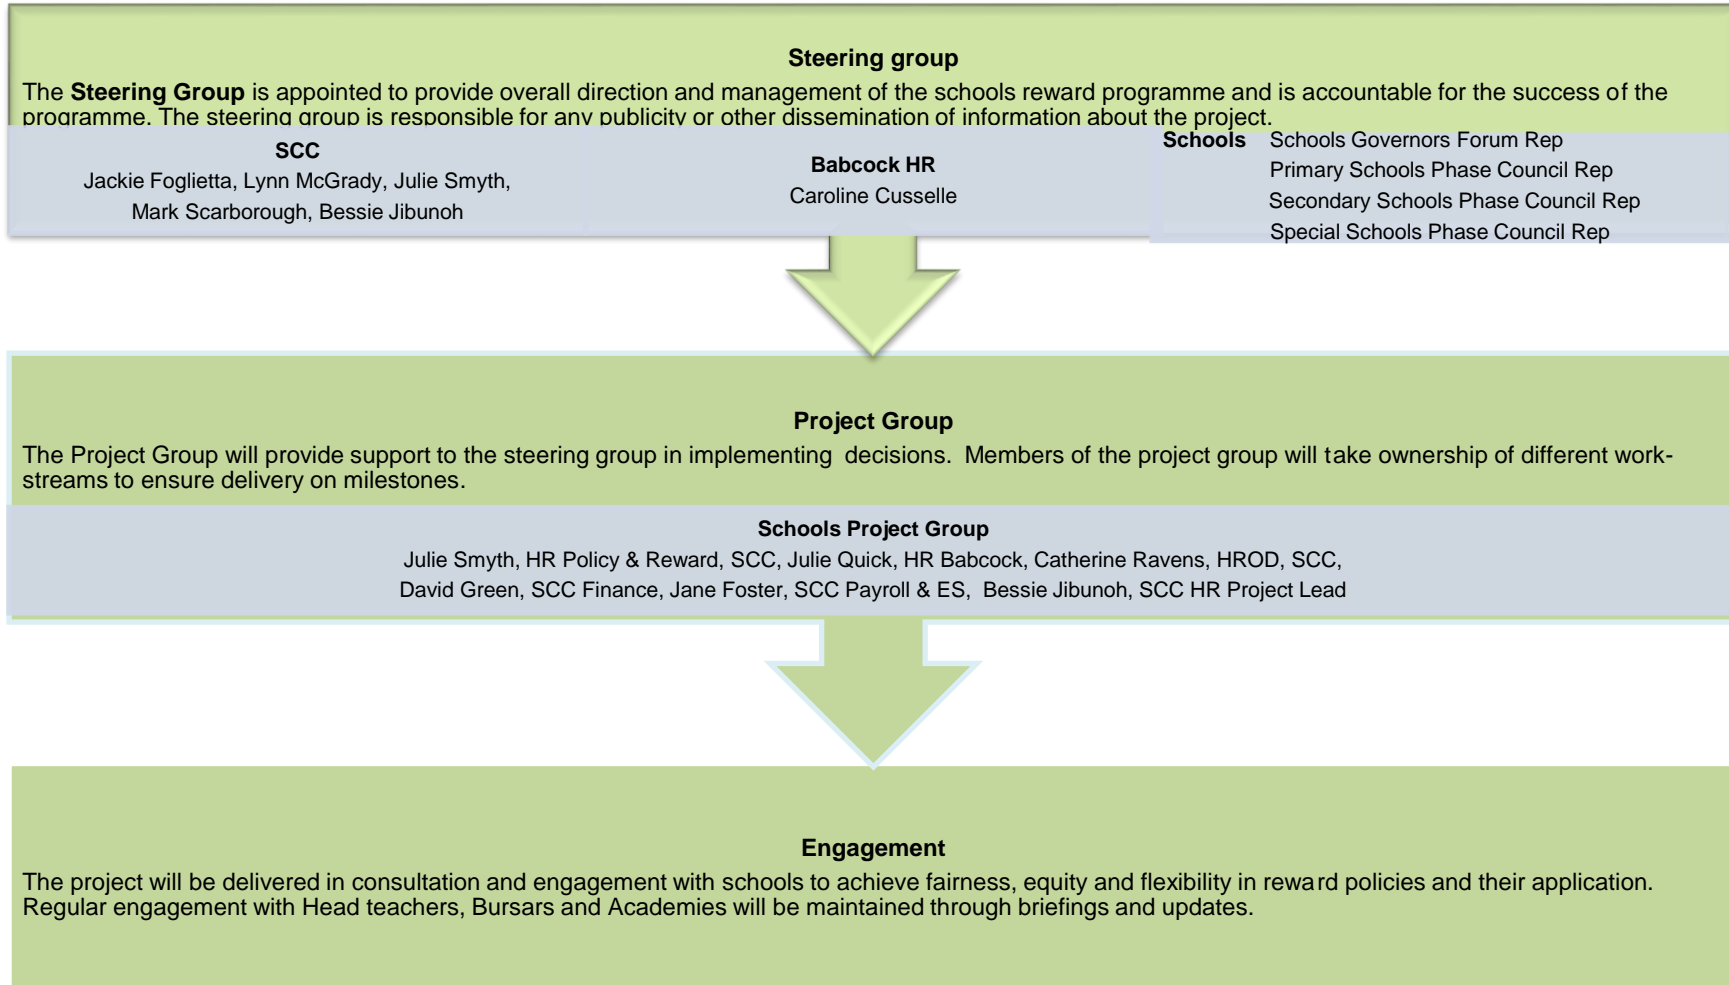 Steering group
The Steering Group is appointed to provide overall direction and management of the schools reward programme and is accountable for the success of the
programme. The steering group is responsible for any publicity or other dissemination of information about the project.
SCC
Jackie Foglietta, Lynn McGrady, Julie Smyth,
Mark Scarborough, Bessie Jibunoh
Babcock HR
Caroline Cusselle
Schools Schools Governors Forum Rep
Primary Schools Phase Council Rep
Secondary Schools Phase Council Rep
Special Schools Phase Council Rep
Project Group
The Project Group will provide support to the steering group in implementing decisions. Members of the project group will take ownership of different work-
streams to ensure delivery on milestones.
Schools Project Group
Julie Smyth, HR Policy & Reward, SCC, Julie Quick, HR Babcock, Catherine Ravens, HROD, SCC,
David Green, SCC Finance, Jane Foster, SCC Payroll & ES, Bessie Jibunoh, SCC HR Project Lead
Engagement
The project will be delivered in consultation and engagement with schools to achieve fairness, equity and flexibility in reward policies and their application.
Regular engagement with Head teachers, Bursars and Academies will be maintained through briefings and updates.